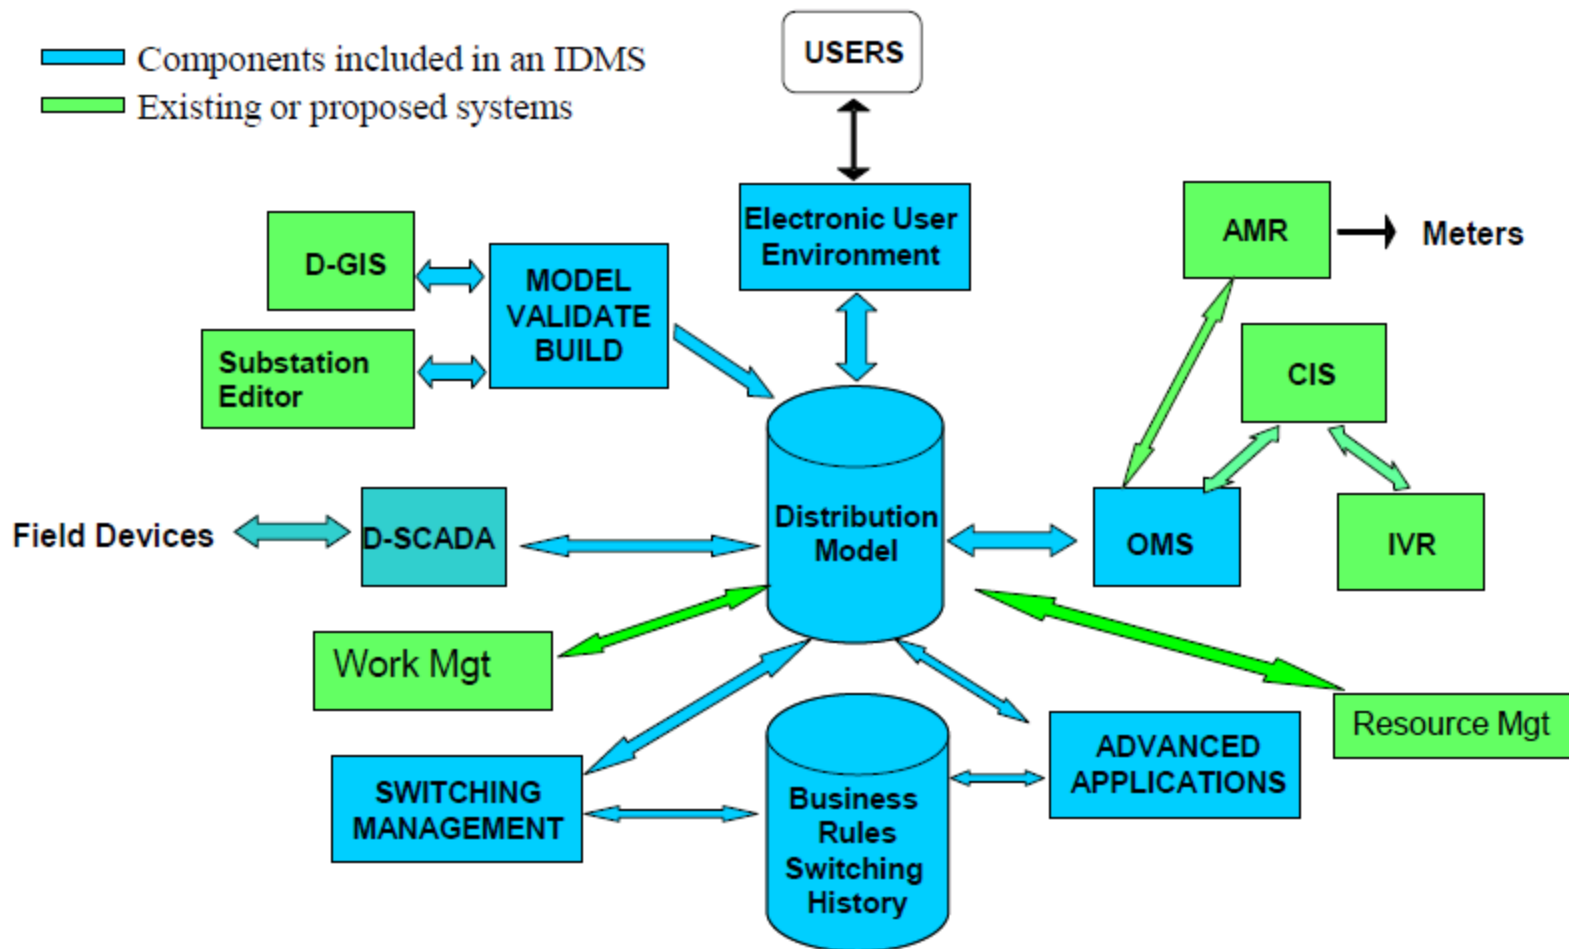 Components included in an IDMS
Existing or proposed systems
USERS
Electronic User
Environment
AMR
Meters
D-GIS
MODEL
VALIDATE
BUILD
Substation
Editor
CIS
Field Devices
D-SCADA
Distribution
Model
OMS
IVR
Work Mgt
Resource Mgt
SWITCHING
MANAGEMENT
Business
Rules
Switching
History
ADVANCED
APPLICATIONS